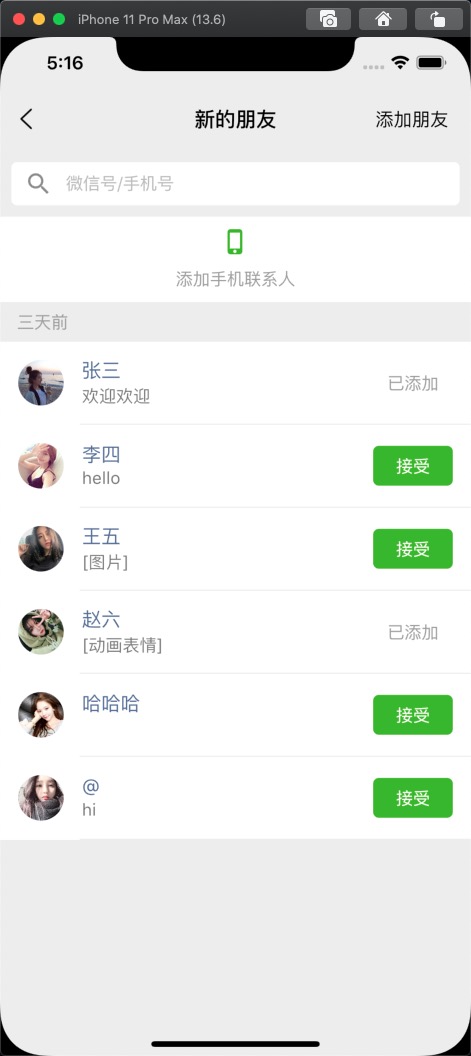 iPhone 11 Pro Max (13.6)
5:16
新的朋友
添加朋友
微信号/手机号
添加手机联系人
三天前
张三
欢迎欢迎
已添加
李四
hello
接受
王五
[图片]
接受
赵六
[动画表情]
已添加
哈哈哈
接受
@
hi
接受